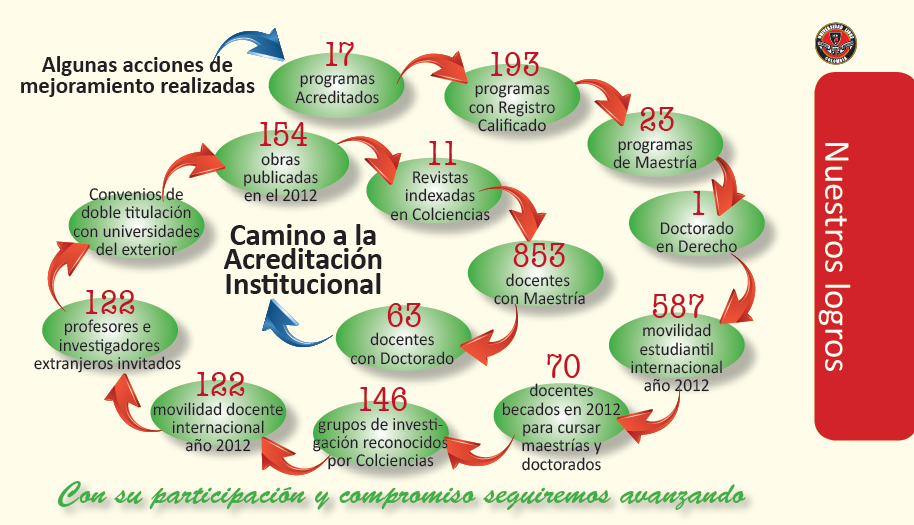 Algunas acciones de
mejoramiento realizadas
17
programas
Acreditados
193
programas
con Registro
Calificado
23
programas
de Maestría
1
Doctorado
en Derecho
587
movilidad
estudiantil
internacional
año 2012
70
docentes
becados en 2012
para cursar
maestrías y
doctorados
146
grupos de investi-
gación reconocidos
por Colciencias
122
movilidad docente
internacional
año 2012
122
profesores e
investigadores
extranjeros invitados
Convenios de
doble titulación
con universidades
del exterior
154
obras
publicadas
en el 2012
11
Revistas
indexadas
en Colciencias
853
docentes
con Maestría
63
docentes
con Doctorado
Camino a la
Acreditación
Institucional
Con su participación y compromiso seguiremos avanzando
UNIVERSIDAD LIBRE
COLOMBIA
Nuestros logros